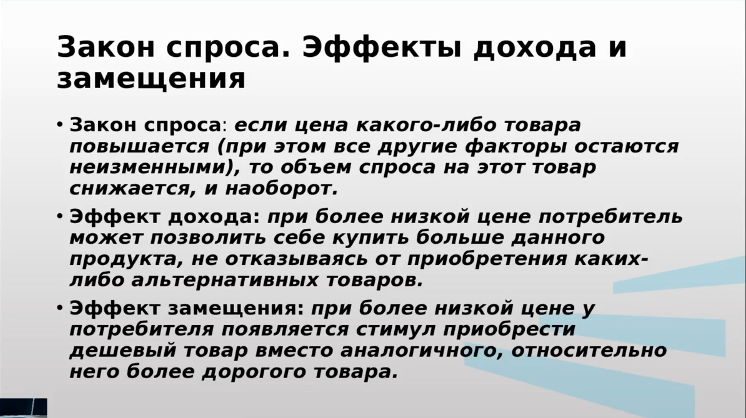 Закон спроса. Эффекты дохода и
замещения
• Закон спроса: если цена какого-либо товара
повышается (при этом все другие факторы остаются
неизменными), то объем спроса на этот товар
снижается, и наоборот.
• Эффект дохода: при более низкой цене потребитель
может позволить себе купить больше данного
продукта, не отказываясь от приобретения каких-
либо альтернативных товаров.
• Эффект замещения: при более низкой цене у
потребителя появляется стимул приобрести
дешевый товар вместо аналогичного, относительно
него более дорогого товара.